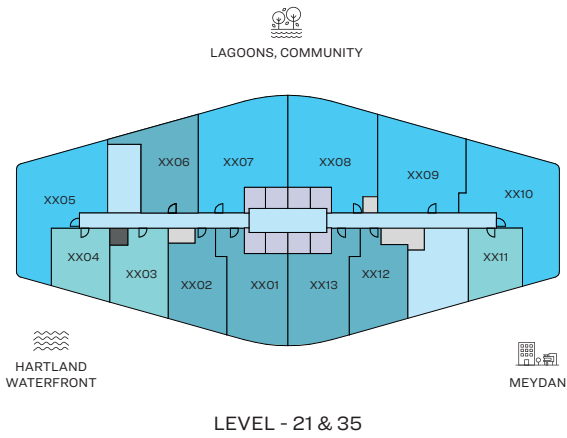 LAGOONS, COMMUNITY
XX06
XX07
XX08
XX09
XX05
XX10
XX04
XX03
XX02
XX01
XX13
XX12
XX11
HARTLAND
WATERFRONT
MEYDAN
LEVEL - 21 & 35